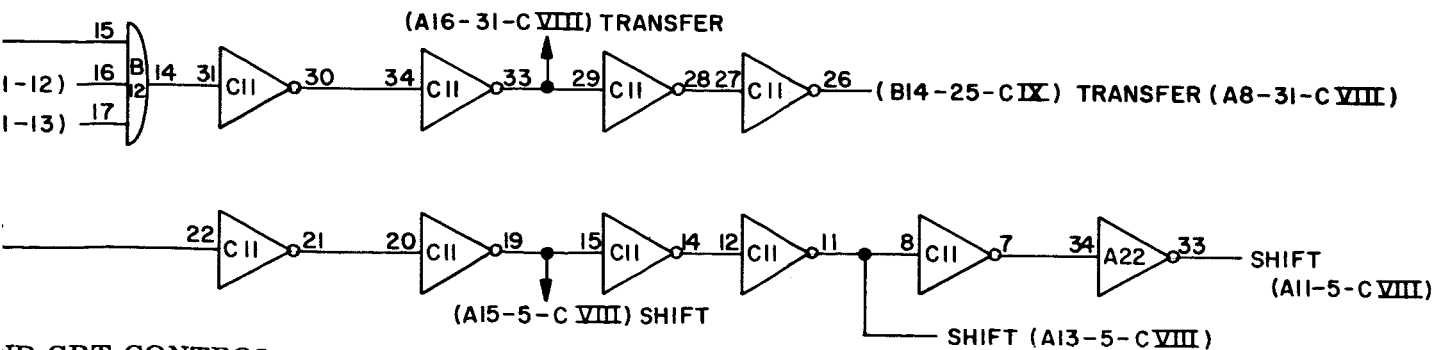 (A16-31-C VIII) TRANSFER
15
16
17
B
12
14
31
C11
30
34
C11
33
29
C11
28
27
C11
26
(B14-25-C IX) TRANSFER (A8-31-C VIII)
1-12)
1-13)
22
C11
21
20
C11
19
15
C11
14
12
C11
11
8
C11
7
34
A22
33
SHIFT
(A11-5-C VIII)
(A15-5-C VIII) SHIFT
SHIFT (A13-5-C VIII)
CRT CONTROL